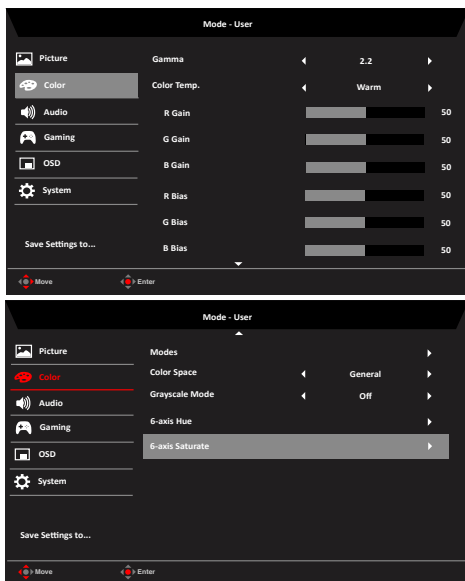 Mode - User
Picture Gamma 2.2
Color Color Temp. Warm
Audio R Gain 50
Gaming G Gain 50
OSD B Gain 50
System R Bias 50
G Bias 50
Save Settings to... B Bias 50
Move Enter
Mode - User
Picture Modes
Color Color Space General
Audio Grayscale Mode Off
Gaming 6-axis Hue
OSD 6-axis Saturate
System
Save Settings to...
Move Enter